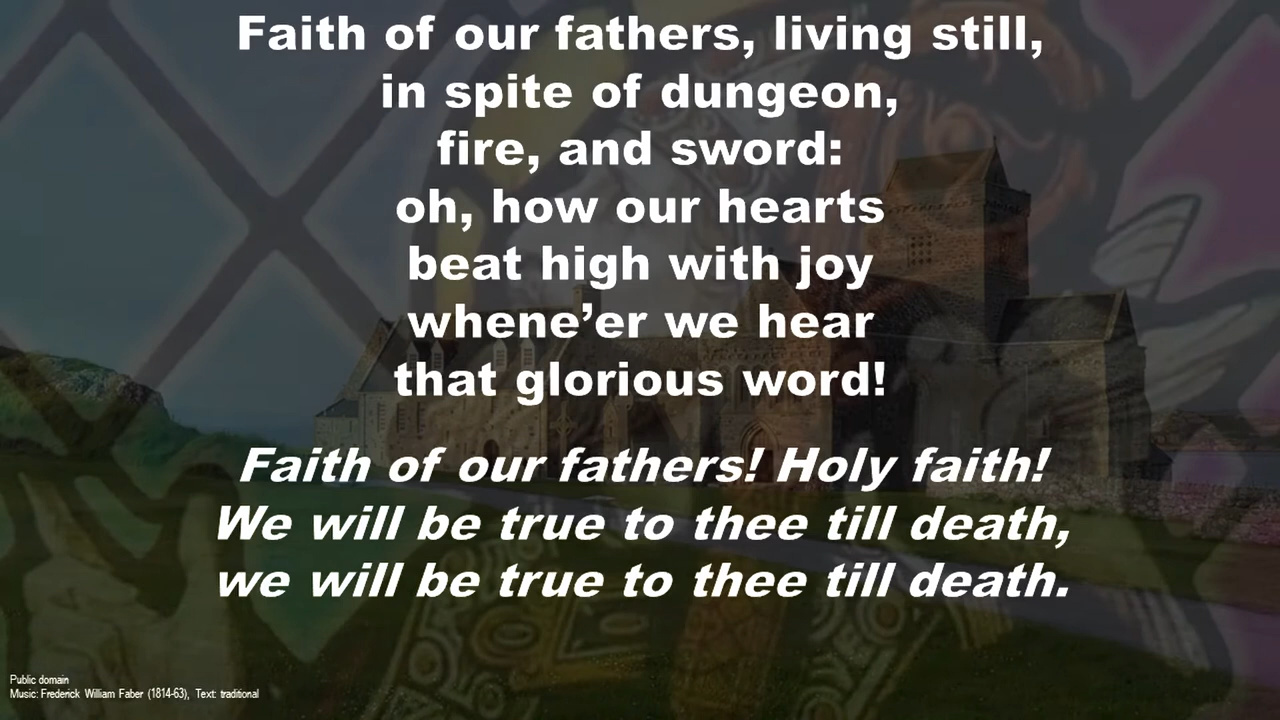 Faith of our fathers, living still,
in spite of dungeon,
fire, and sword:
oh, how our hearts
beat high with joy
whene’er we hear
that glorious word!
Faith of our fathers! Holy faith!
We will be true to thee till death,
we will be true to thee till death.
Public domain
Music: Frederick William Faber (1814-63), Text: traditional